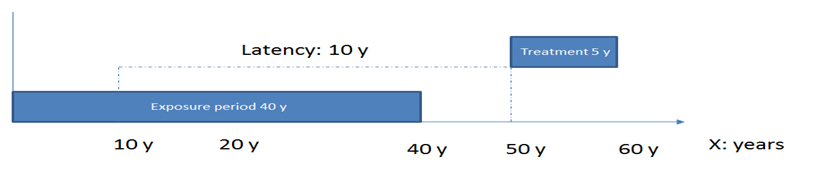 Latency: 10 y
Treatment 5 y
Exposure period 40 y
10 y
20 y
40 y
50 y
60 y
X: years